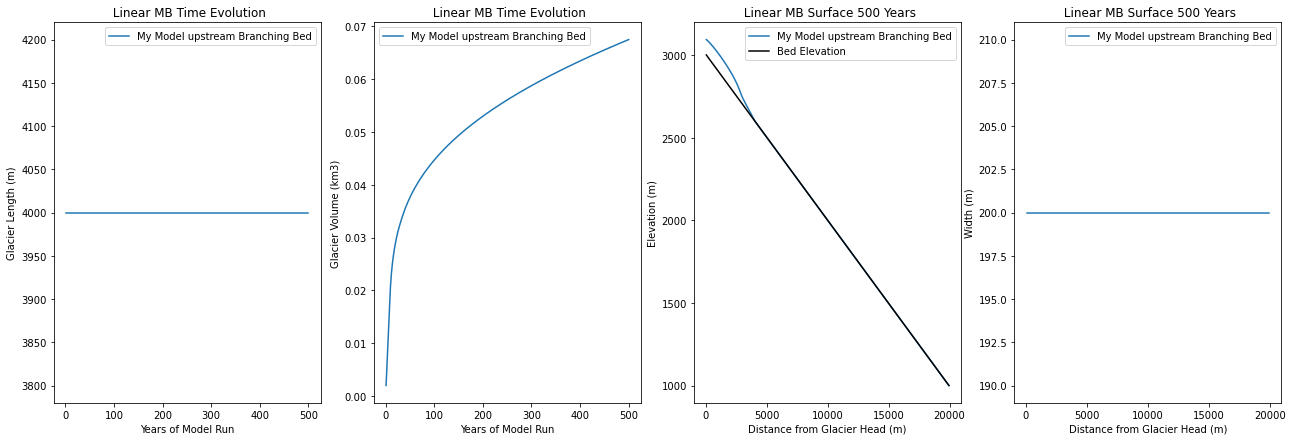 Linear MB Time Evolution
My Model upstream Branching Bed
4200
4150
4100
4050
4000
3950
3900
3850
3800
Glacier Length (m)
0 100 200 300 400 500
Years of Model Run
Linear MB Time Evolution
My Model upstream Branching Bed
0.07
0.06
0.05
0.04
0.03
0.02
0.01
0.00
Glacier Volume (km3)
0 100 200 300 400 500
Years of Model Run
Linear MB Surface 500 Years
My Model upstream Branching Bed
Bed Elevation
3000
2500
2000
1500
1000
Elevation (m)
0 5000 10000 15000 20000
Distance from Glacier Head (m)
Linear MB Surface 500 Years
My Model upstream Branching Bed
210.0
207.5
205.0
202.5
200.0
197.5
195.0
192.5
190.0
Width (m)
0 5000 10000 15000 20000
Distance from Glacier Head (m)